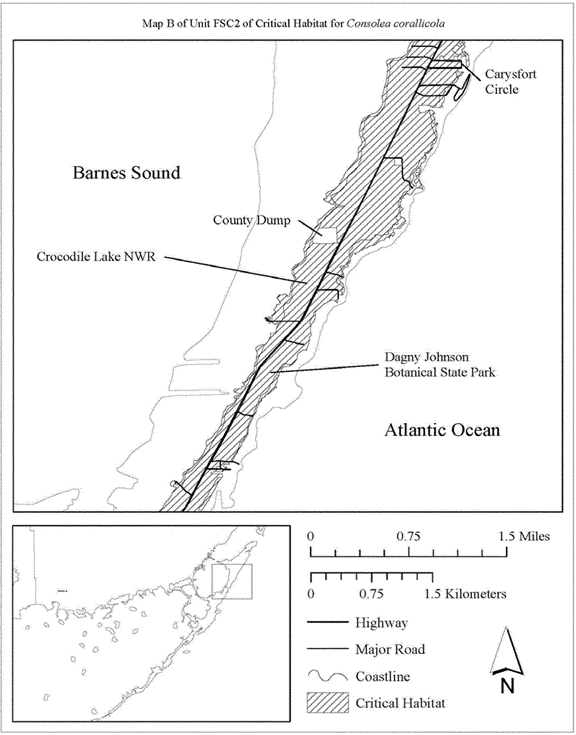 Map B of Unit FSC2 of Critical Habitat for Consolea corallicola
Carysfort
Circle
Barnes Sound
County Dump
Crocodile Lake NWR
Dagny Johnson
Botanical State Park
Atlantic Ocean
0 0.75 1.5 Miles
0 0.75 1.5 Kilometers
Highway
Major Road
Coastline
Critical Habitat
N